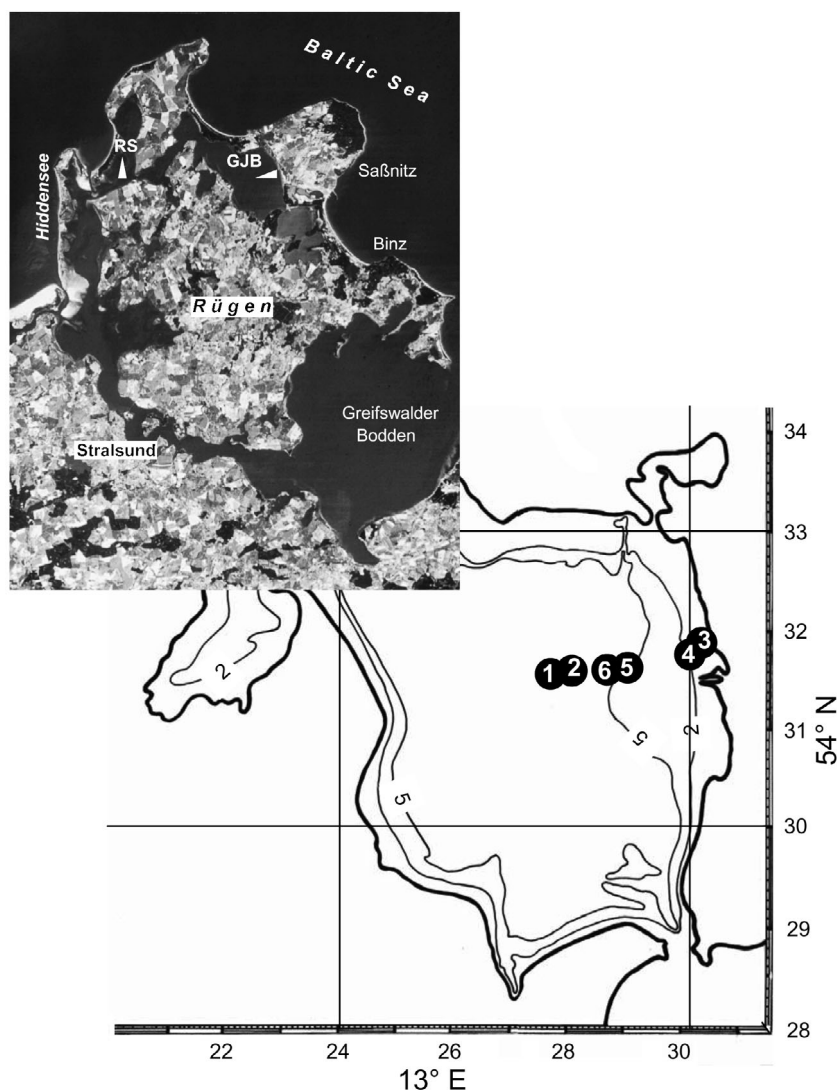 Baltic Sea
RS
GJB
Hiddensee
Saßnitz
Binz
Rügen
Greifswalder
Bodden
Stralsund
34
33
32
31
30
29
28
54° N
2
5
5
2
1 2 6 5 4 3
22 24 26 28 30
13° E